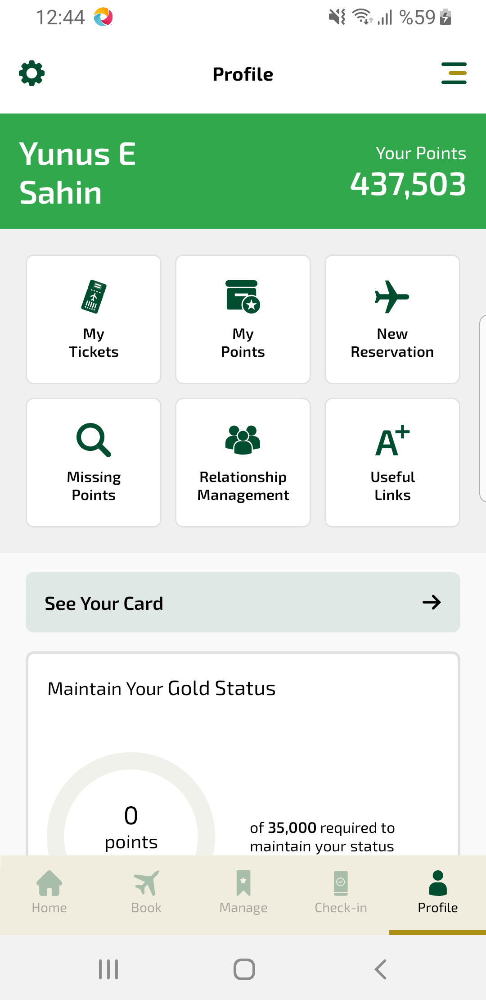 12:44
%59
Profile
Yunus E
Sahin
Your Points
437,503
My
Tickets
My
Points
New
Reservation
Missing
Points
Relationship
Management
A+
Useful
Links
See Your Card
Maintain Your Gold Status
0
points
of 35,000 required to
maintain your status
Home
Book
Manage
Check-in
Profile